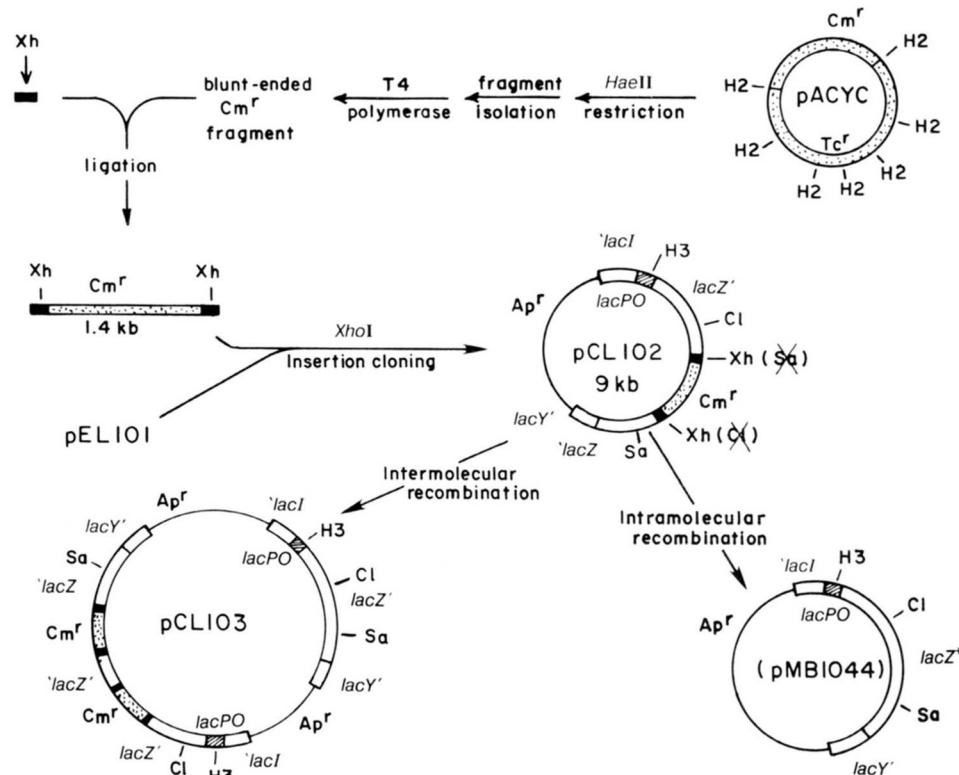 Xh
blunt-ended
Cmʳ
fragment
T4
polymerase
fragment
isolation
HaeII
restriction
Cmʳ
H2
H2
pACYC
H2
H2
Tcʳ
H2
H2
H2
H2
ligation
Xh
Cmʳ
Xh
1.4 kb
XhoI
Insertion cloning
pEL101
`lacI
H3
lacPO
lacZ'
Apʳ
Cl
pCL102
9kb
Xh (Sa)
Cmʳ
Xh (Cl)
lacY'
`lacZ
Sa
Intermolecular
recombination
Intramolecular
recombination
Apʳ
`lacI
H3
lacY'
lacPO
Sa
Cl
`lacZ
lacZ'
pCL103
Cmʳ
Sa
`lacZ'
lacY'
Cmʳ
Apʳ
lacPO
lacZ'
Cl
H3
`lacI
`lacI
H3
lacPO
Apʳ
Cl
(pMB1044)
lacZ⁺
Sa
lacY'